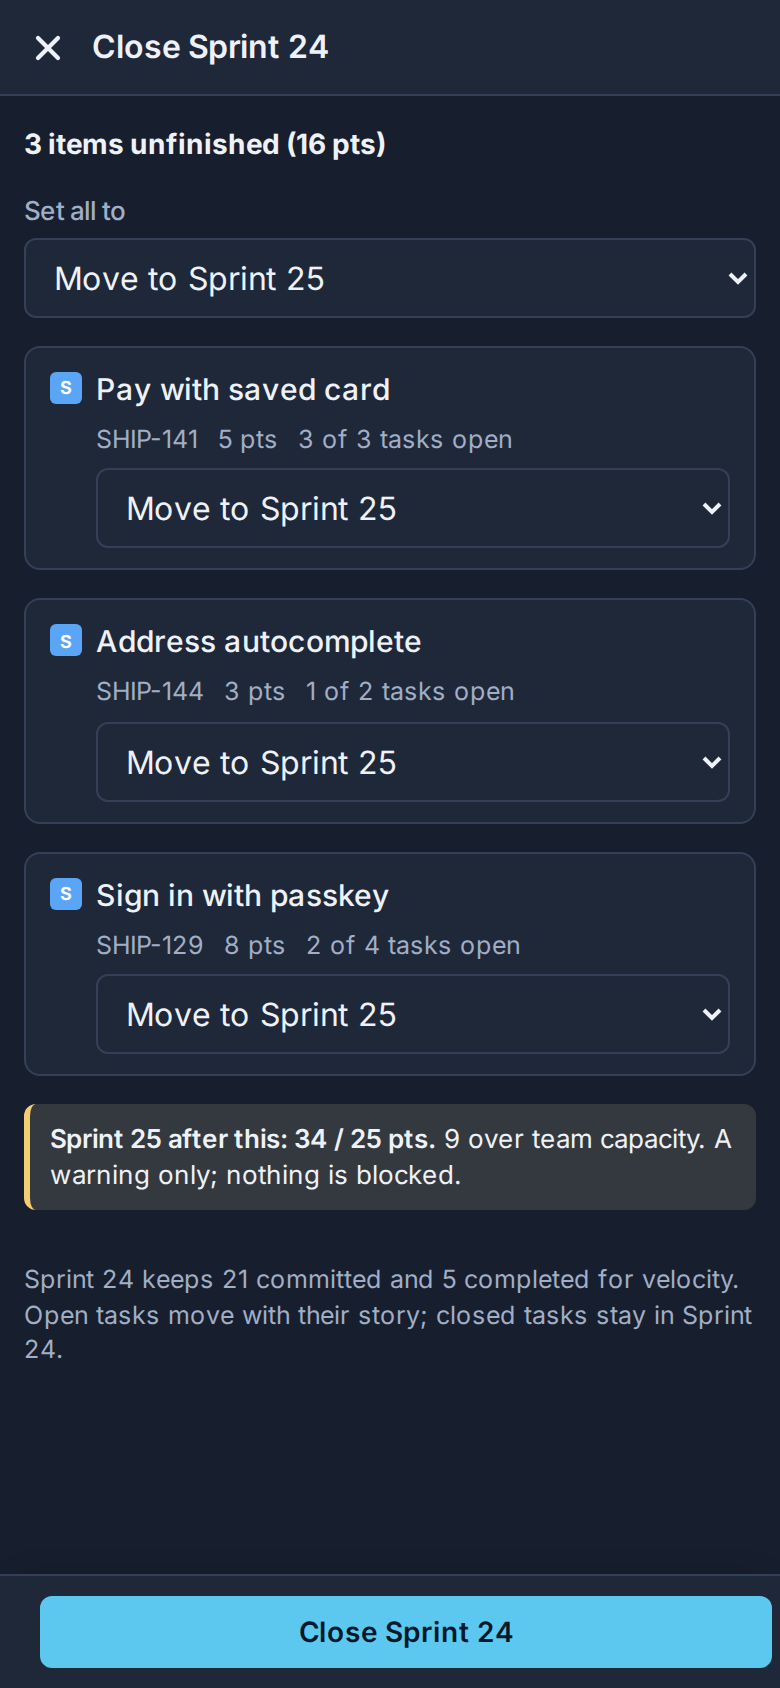 Close Sprint 24
3 items unfinished (16 pts)
Set all to
Move to Sprint 25
S Pay with saved card
SHIP-141 5 pts 3 of 3 tasks open
Move to Sprint 25
S Address autocomplete
SHIP-144 3 pts 1 of 2 tasks open
Move to Sprint 25
S Sign in with passkey
SHIP-129 8 pts 2 of 4 tasks open
Move to Sprint 25
Sprint 25 after this: 34 / 25 pts. 9 over team capacity. A
warning only; nothing is blocked.
Sprint 24 keeps 21 committed and 5 completed for velocity.
Open tasks move with their story; closed tasks stay in Sprint
24.
Close Sprint 24